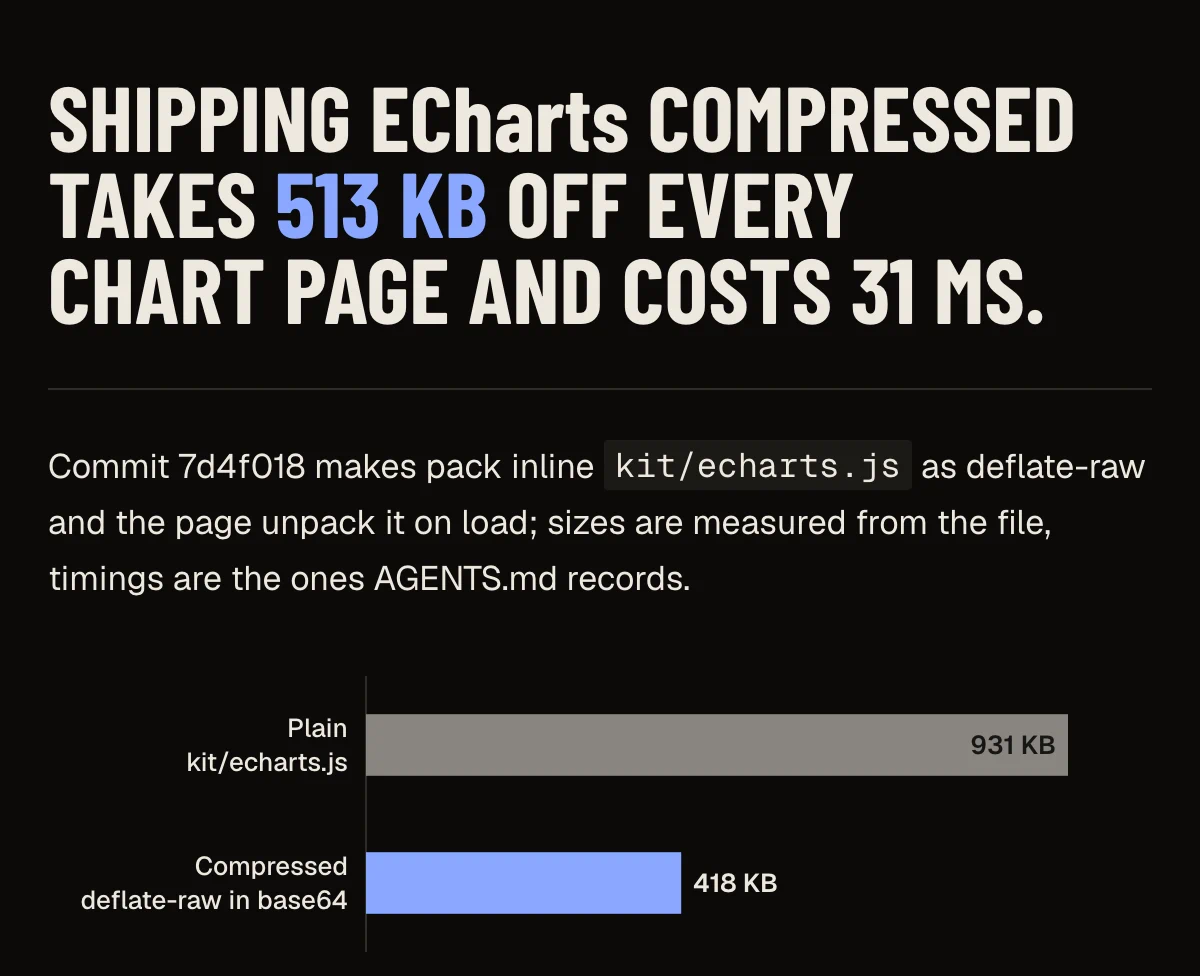 SHIPPING ECharts COMPRESSED
TAKES 513 KB OFF EVERY
CHART PAGE AND COSTS 31 MS.
Commit 7d4f018 makes pack inline kit/echarts.js as deflate-raw
and the page unpack it on load; sizes are measured from the file,
timings are the ones AGENTS.md records.
Plain
kit/echarts.js
931 KB
Compressed
deflate-raw in base64
418 KB